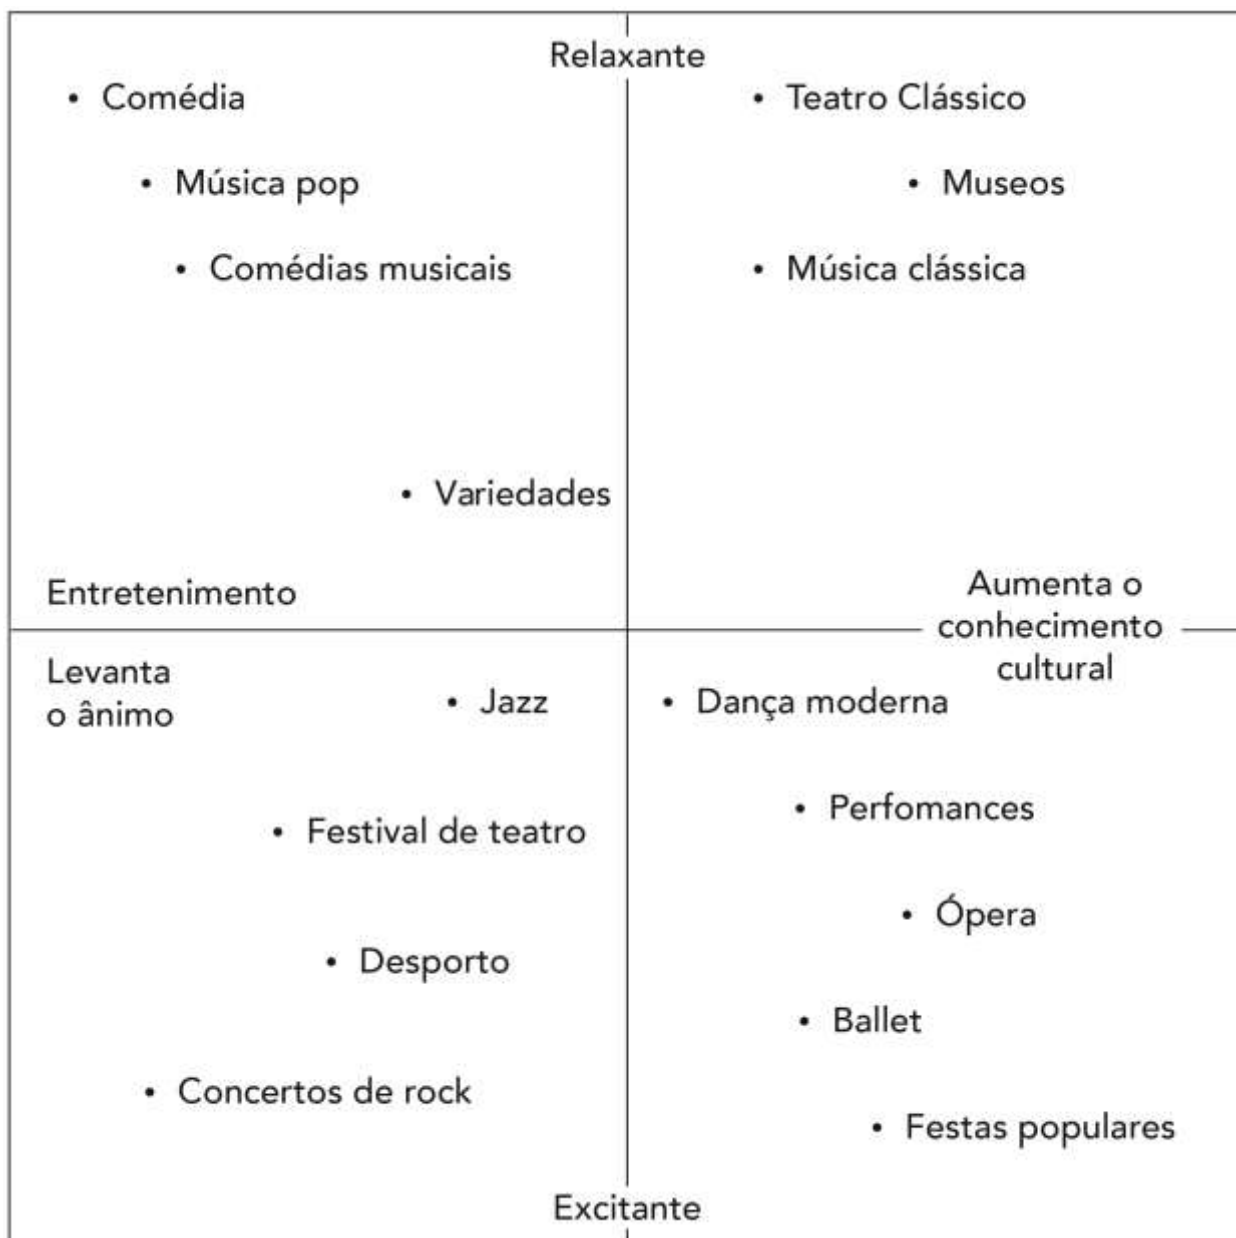 Relaxante
Comédia
Teatro Clássico
Música pop
Museos
Comédias musicais
Música clássica
Variedades
Entretenimento
Aumenta o
conhecimento
cultural
Levanta
o ânimo
Jazz
Dança moderna
Festival de teatro
Perfomances
Ópera
Desporto
Ballet
Concertos de rock
Festas populares
Excitante